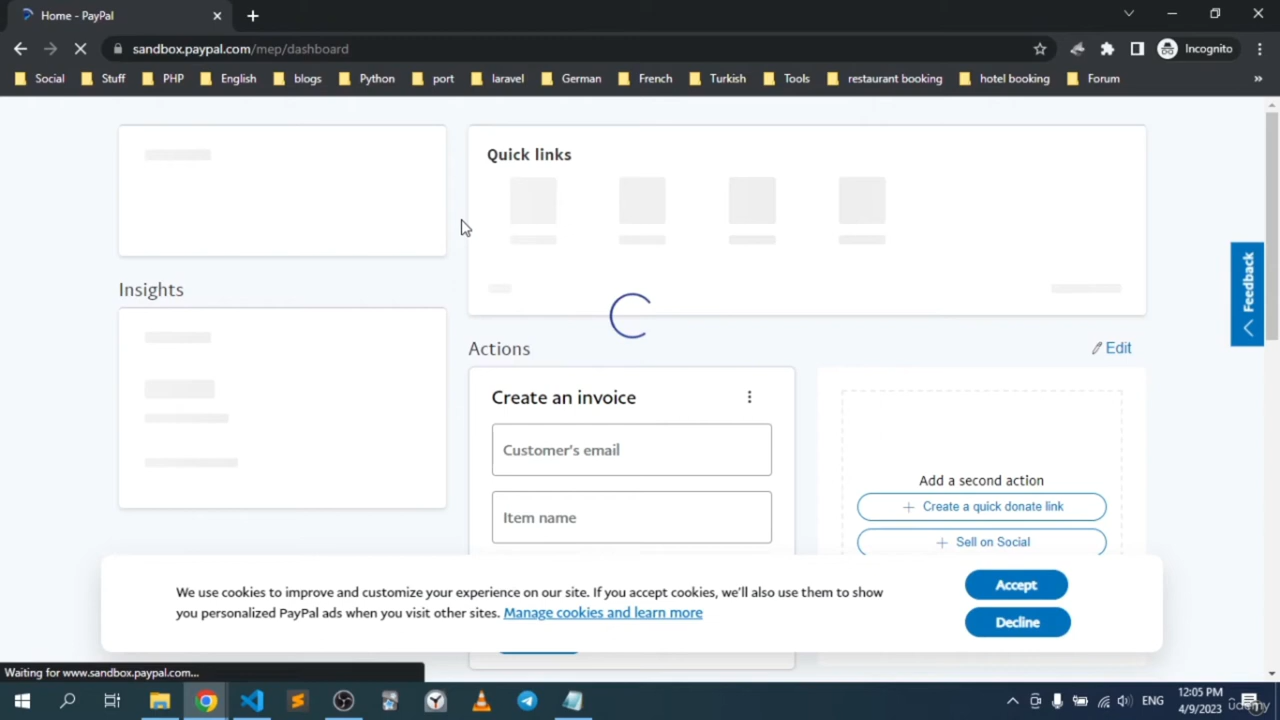 Home - PayPal
sandbox.paypal.com/mep/dashboard
Incognito
Social
Stuff
PHP
English
blogs
Python
port
laravel
German
French
Turkish
Tools
restaurant booking
hotel booking
Forum
»
Quick links
Feedback
Insights
Actions
Edit
Create an invoice
Customer's email
Item name
Add a second action
+ Create a quick donate link
+ Sell on Social
We use cookies to improve and customize your experience on our site. If you accept cookies, we'll also use them to show
you personalized PayPal ads when you visit other sites. Manage cookies and learn more
Accept
Decline
Waiting for www.sandbox.paypal.com...
ENG
12:05 PM
4/9/2023
udemy